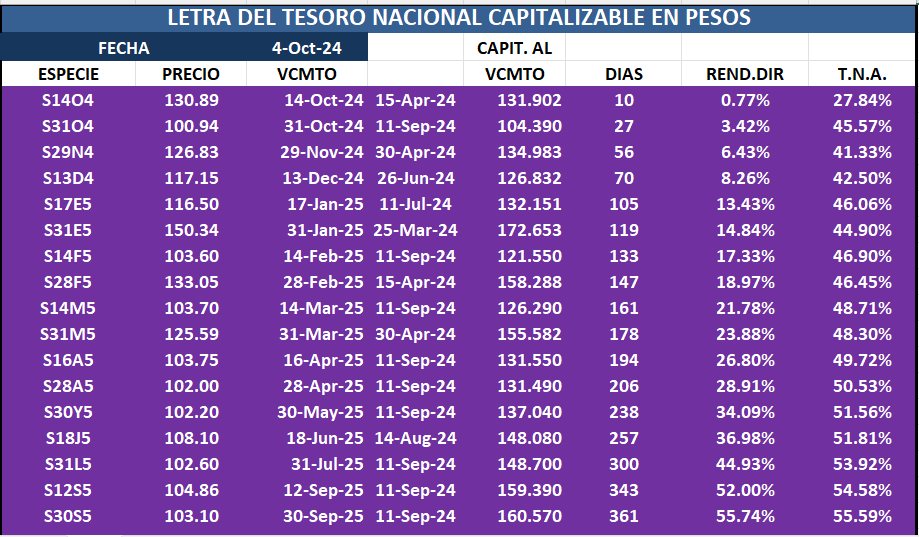 LETRA DEL TESORO NACIONAL CAPITALIZABLE EN PESOS
FECHA 4-Oct-24 CAPIT. AL
ESPECIE PRECIO VCMTO VCMTO DIAS REND.DIR T.N.A.
S14O4 130.89 14-Oct-24 15-Apr-24 131.902 10 0.77% 27.84%
S31O4 100.94 31-Oct-24 11-Sep-24 104.390 27 3.42% 45.57%
S29N4 126.83 29-Nov-24 30-Apr-24 134.983 56 6.43% 41.33%
S13D4 117.15 13-Dec-24 26-Jun-24 126.832 70 8.26% 42.50%
S17E5 116.50 17-Jan-25 11-Jul-24 132.151 105 13.43% 46.06%
S31E5 150.34 31-Jan-25 25-Mar-24 172.653 119 14.84% 44.90%
S14F5 103.60 14-Feb-25 11-Sep-24 121.550 133 17.33% 46.90%
S28F5 133.05 28-Feb-25 15-Apr-24 158.288 147 18.97% 46.45%
S14M5 103.70 14-Mar-25 11-Sep-24 126.290 161 21.78% 48.71%
S31M5 125.59 31-Mar-25 30-Apr-24 155.582 178 23.88% 48.30%
S16A5 103.75 16-Apr-25 11-Sep-24 131.550 194 26.80% 49.72%
S28A5 102.00 28-Apr-25 11-Sep-24 131.490 206 28.91% 50.53%
S30Y5 102.20 30-May-25 11-Sep-24 137.040 238 34.09% 51.56%
S18J5 108.10 18-Jun-25 14-Aug-24 148.080 257 36.98% 51.81%
S31L5 102.60 31-Jul-25 11-Sep-24 148.700 300 44.93% 53.92%
S12S5 104.86 12-Sep-25 11-Sep-24 159.390 343 52.00% 54.58%
S30S5 103.10 30-Sep-25 11-Sep-24 160.570 361 55.74% 55.59%